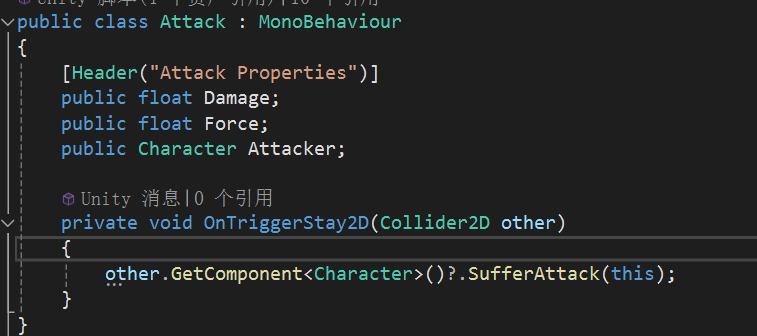 public class Attack : MonoBehaviour
{
[Header("Attack Properties")]
public float Damage;
public float Force;
public Character Attacker;
Unity 消息|0 个引用
private void OnTriggerStay2D(Collider2D other)
{
other.GetComponent<Character>()?.SufferAttack(this);
}
}